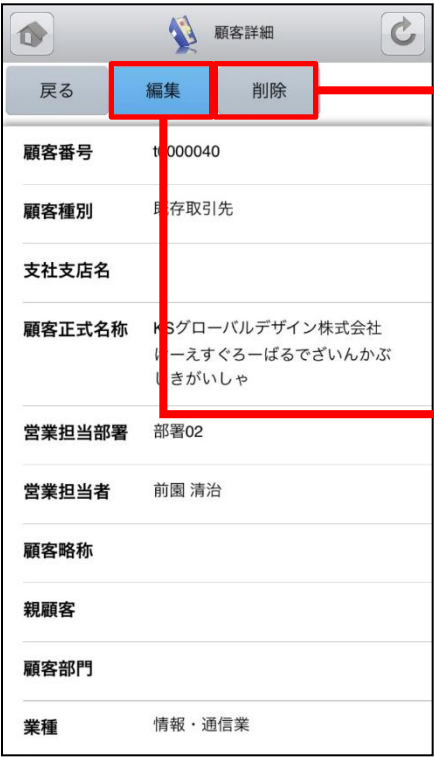 顧客詳細
戻る 編集 削除
顧客番号 t0000040
顧客種別 既存取引先
支社支店名
顧客正式名称 KSグローバルデザイン株式会社
けーえすぐろーばるでざいんかぶ
しきがいしゃ
営業担当部署 部署02
営業担当者 前園 清治
顧客略称
親顧客
顧客部門
業種 情報・通信業